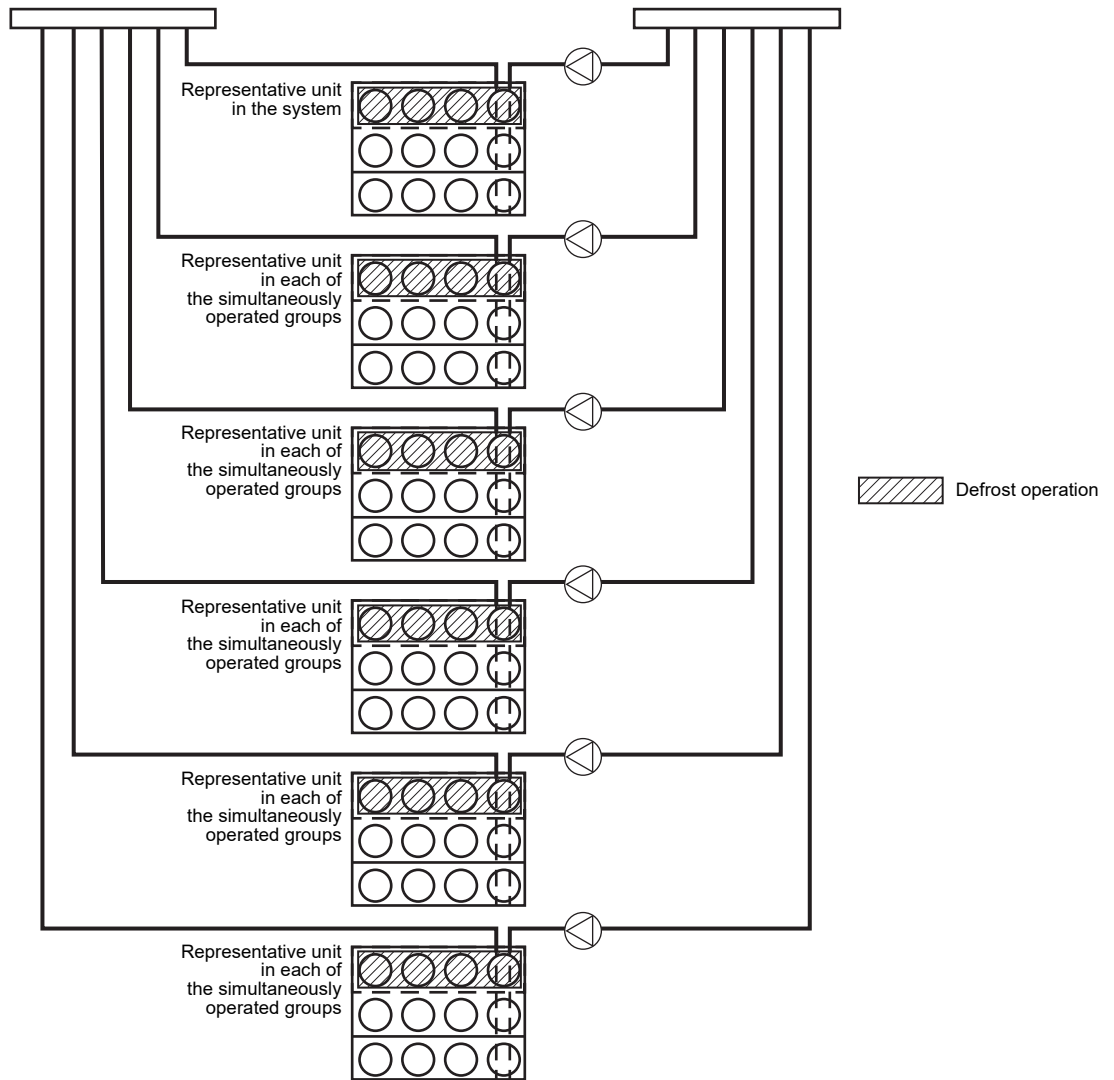 Representative unit
in the system
Representative unit
in each of
the simultaneously
operated groups
Representative unit
in each of
the simultaneously
operated groups
Defrost operation
Representative unit
in each of
the simultaneously
operated groups
Representative unit
in each of
the simultaneously
operated groups
Representative unit
in each of
the simultaneously
operated groups